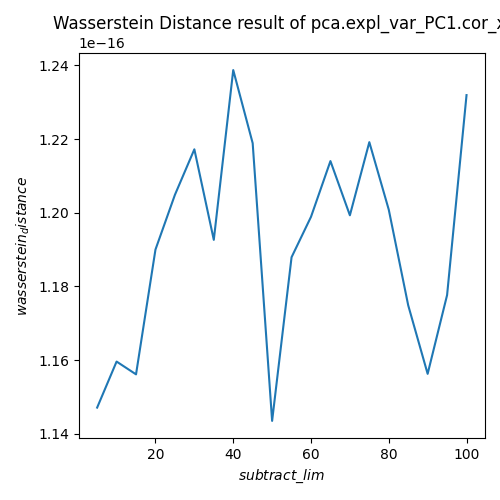 Wasserstein Distance result of pca.expl_var_PC1.cor_x
1e−16
1.24
1.22
1.20
1.18
1.16
1.14
wasserstein_distance
20 40 60 80 100
subtract_lim